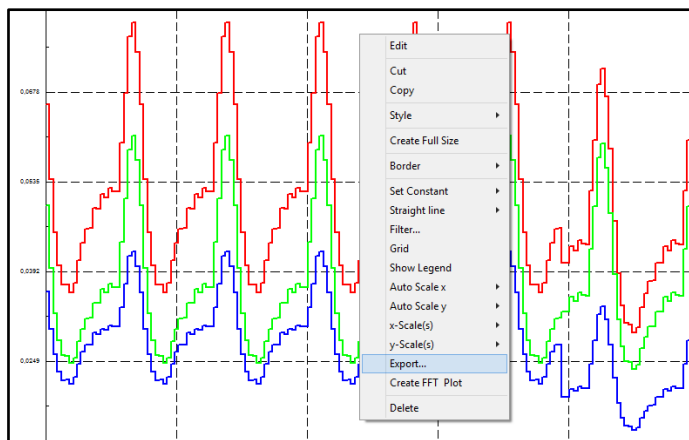 0,0678
0,0535
0,0392
0,0249
Edit
Cut
Copy
Style
Create Full Size
Border
Set Constant
Straight line
Filter...
Grid
Show Legend
Auto Scale x
Auto Scale y
x-Scale(s)
y-Scale(s)
Export...
Create FFT Plot
Delete